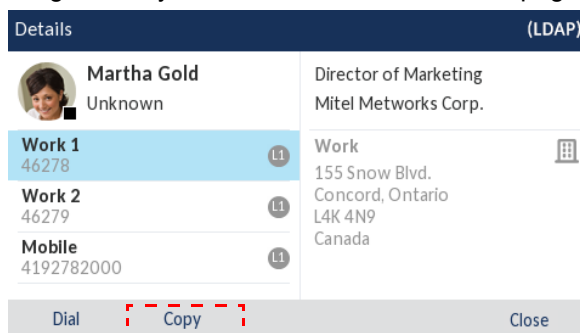 Details
(LDAP)
Martha Gold
Unknown
Work 1
46278
L1
Work 2
46279
L1
Mobile
4192782000
L1
Director of Marketing
Mitel Metworks Corp.
Work
155 Snow Blvd.
Concord, Ontario
L4K 4N9
Canada
Dial
Copy
Close